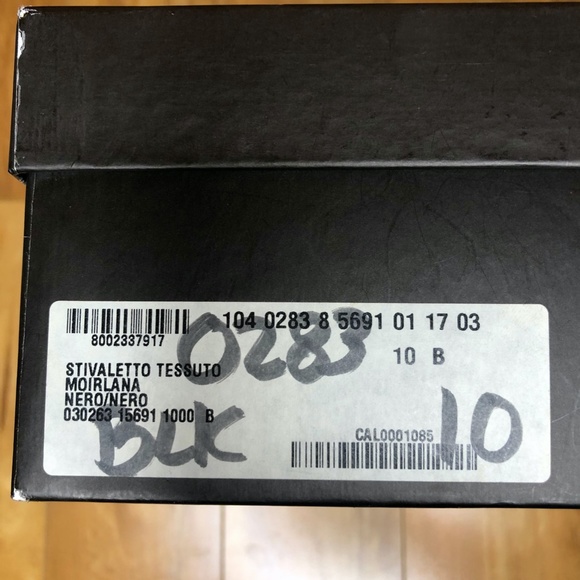 104 0283 8 5691 01 17 03
8002337917
0283
10 B
STIVALETTO TESSUTO
MOIRLANA
NERO/NERO
030263 15691 1000 B
BLK
CAL0001085
10